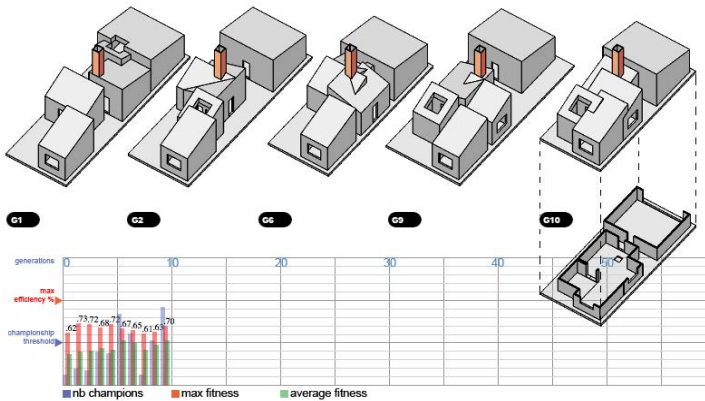 G1 G2 G6 G9 G10
generations 0 10 20 30 40 50
max
efficiency %
.62 .73 .72 .68 .72 .67 .65 .61 .63 .70
championship
threshold
nb champions max fitness average fitness